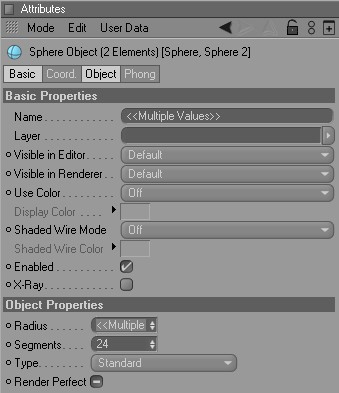 Attributes
Mode Edit User Data
Sphere Object (2 Elements) [Sphere, Sphere 2]
Basic Coord. Object Phong
Basic Properties
Name <<Multiple Values>>
Layer
Visible in Editor Default
Visible in Renderer Default
Use Color Off
Display Color
Shaded Wire Mode Off
Shaded Wire Color
Enabled
X-Ray
Object Properties
Radius <<Multiple
Segments 24
Type Standard
Render Perfect